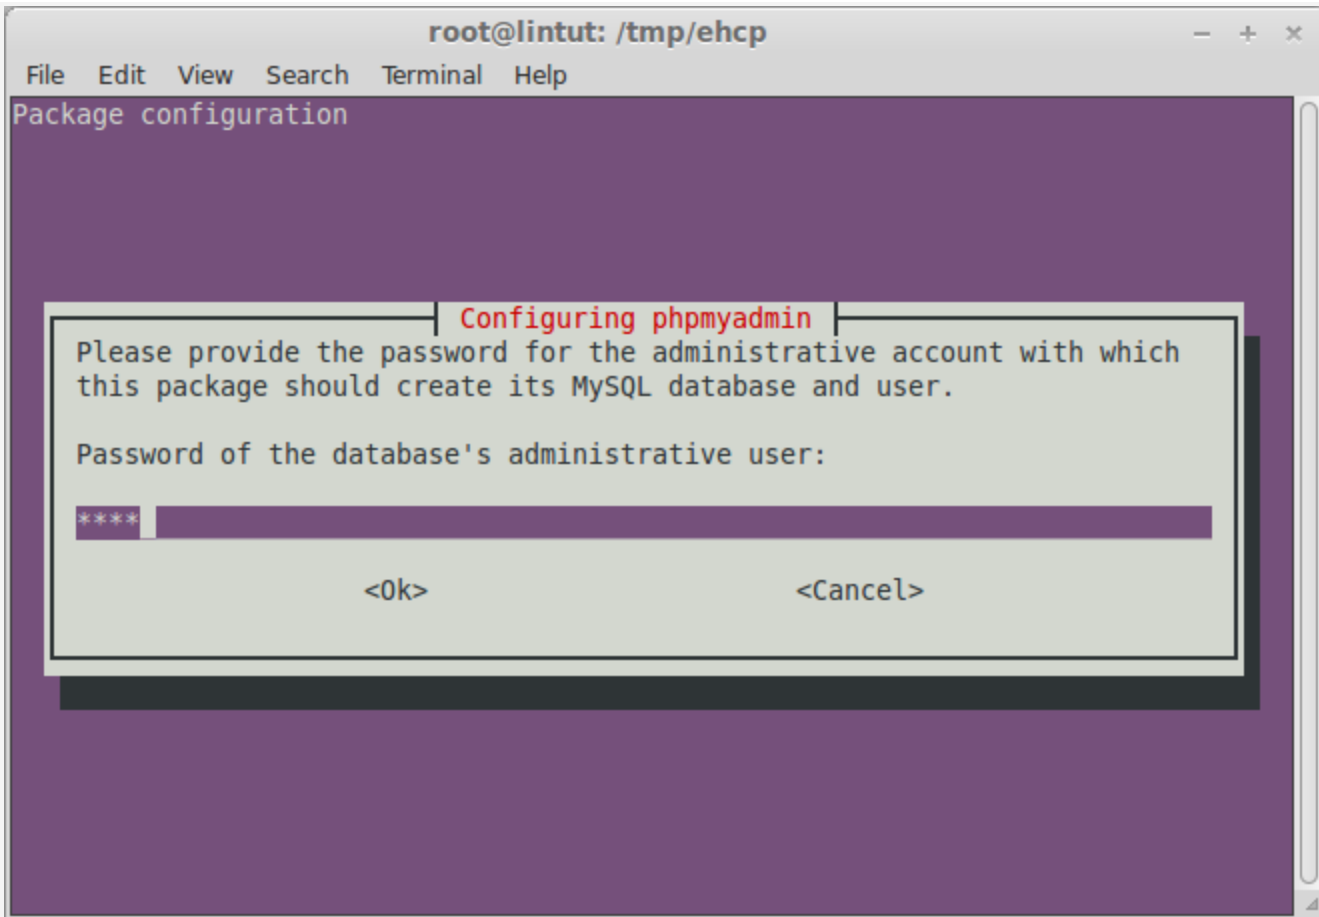 root@lintut: /tmp/ehcp
File Edit View Search Terminal Help
Package configuration
Configuring phpmyadmin
Please provide the password for the administrative account with which
this package should create its MySQL database and user.
Password of the database's administrative user:
****
<Ok> <Cancel>